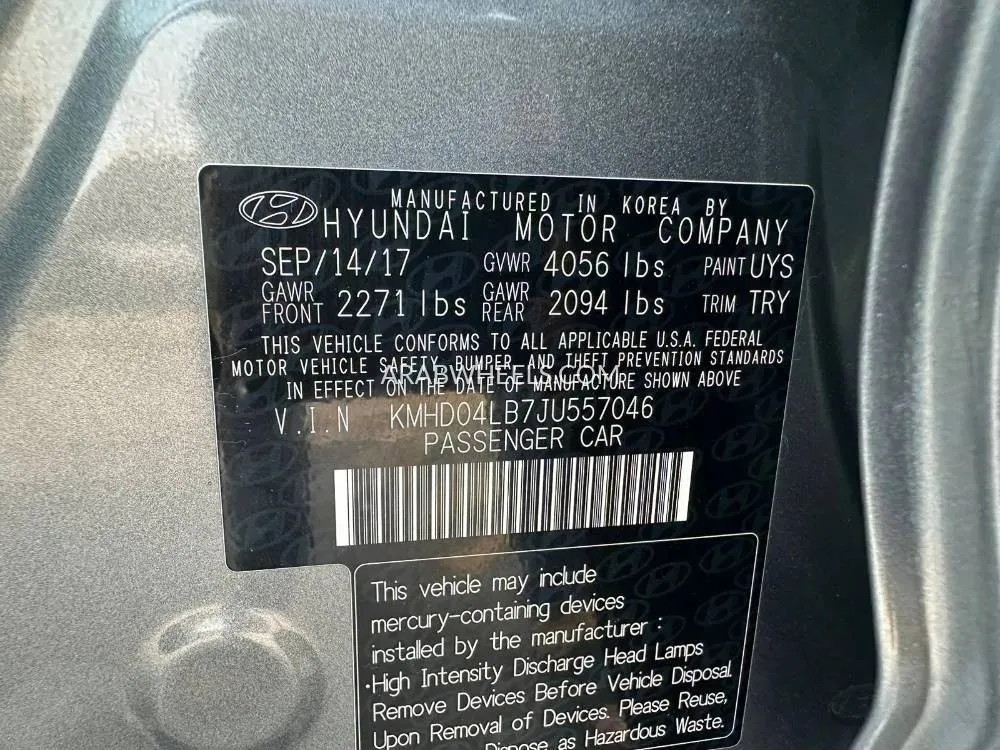 MANUFACTURED IN KOREA BY
HYUNDAI MOTOR COMPANY
SEP/14/17 GVWR 4056 lbs PAINT UYS
GAWR FRONT 2271 lbs GAWR REAR 2094 lbs TRIM TRY
THIS VEHICLE CONFORMS TO ALL APPLICABLE U.S.A. FEDERAL
MOTOR VEHICLE SAFETY, BUMPER, AND THEFT PREVENTION STANDARDS
ARABWHEELS.COM
IN EFFECT ON THE DATE OF MANUFACTURE SHOWN ABOVE
V.I.N KMHD04LB7JU557046
PASSENGER CAR
This vehicle may include
mercury-containing devices
installed by the manufacturer :
·High Intensity Discharge Head Lamps
Remove Devices Before Vehicle Disposal.
Upon Removal of Devices. Please Reuse,
Dispose as Hazardous Waste.